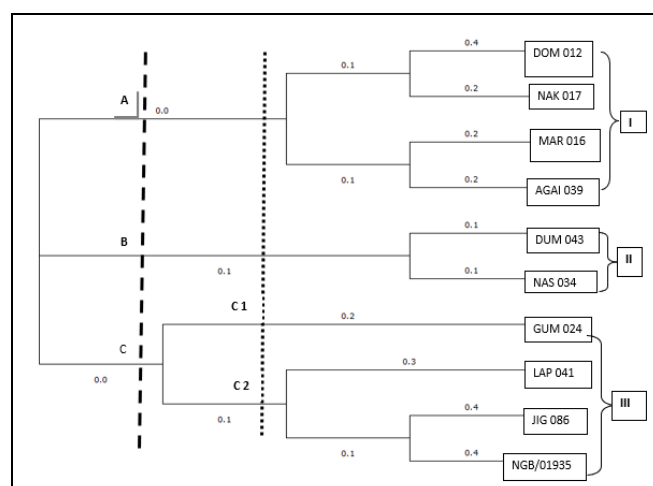 0.4
DOM 012
0.1
A
0.0
0.2
NAK 017
I
0.2
MAR 016
0.1
0.2
AGAI 039
0.1
DUM 043
B
0.1
II
0.1
NAS 034
C 1
0.2
GUM 024
C
0.0
0.3
LAP 041
C 2
0.1
III
0.4
JIG 086
0.1
0.4
NGB/01935